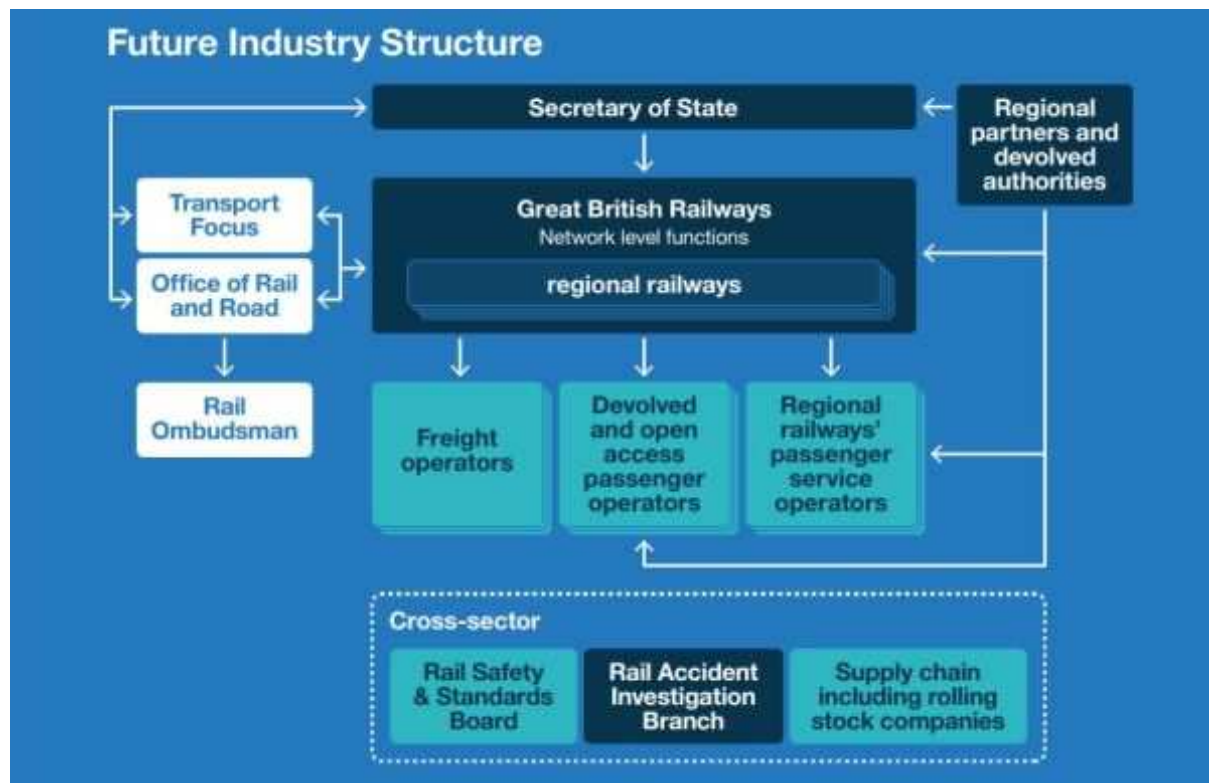 Future Industry Structure
Secretary of State
Regional
partners and
devolved
authorities
Transport
Focus
Great British Railways
Network level functions
regional railways
Office of Rail
and Road
Rail
Ombudsman
Freight
operators
Devolved
and open
access
passenger
operators
Regional
railways'
passenger
service
operators
Cross-sector
Rail Safety
& Standards
Board
Rail Accident
Investigation
Branch
Supply chain
including rolling
stock companies